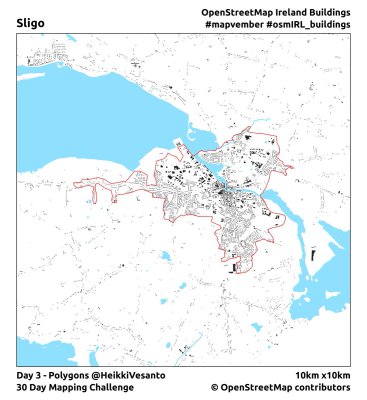 Sligo
OpenStreetMap Ireland Buildings
#mapvember #osmIRL_buildings
Day 3 - Polygons @HeikkiVesanto
10km x10km
30 Day Mapping Challenge
© OpenStreetMap contributors